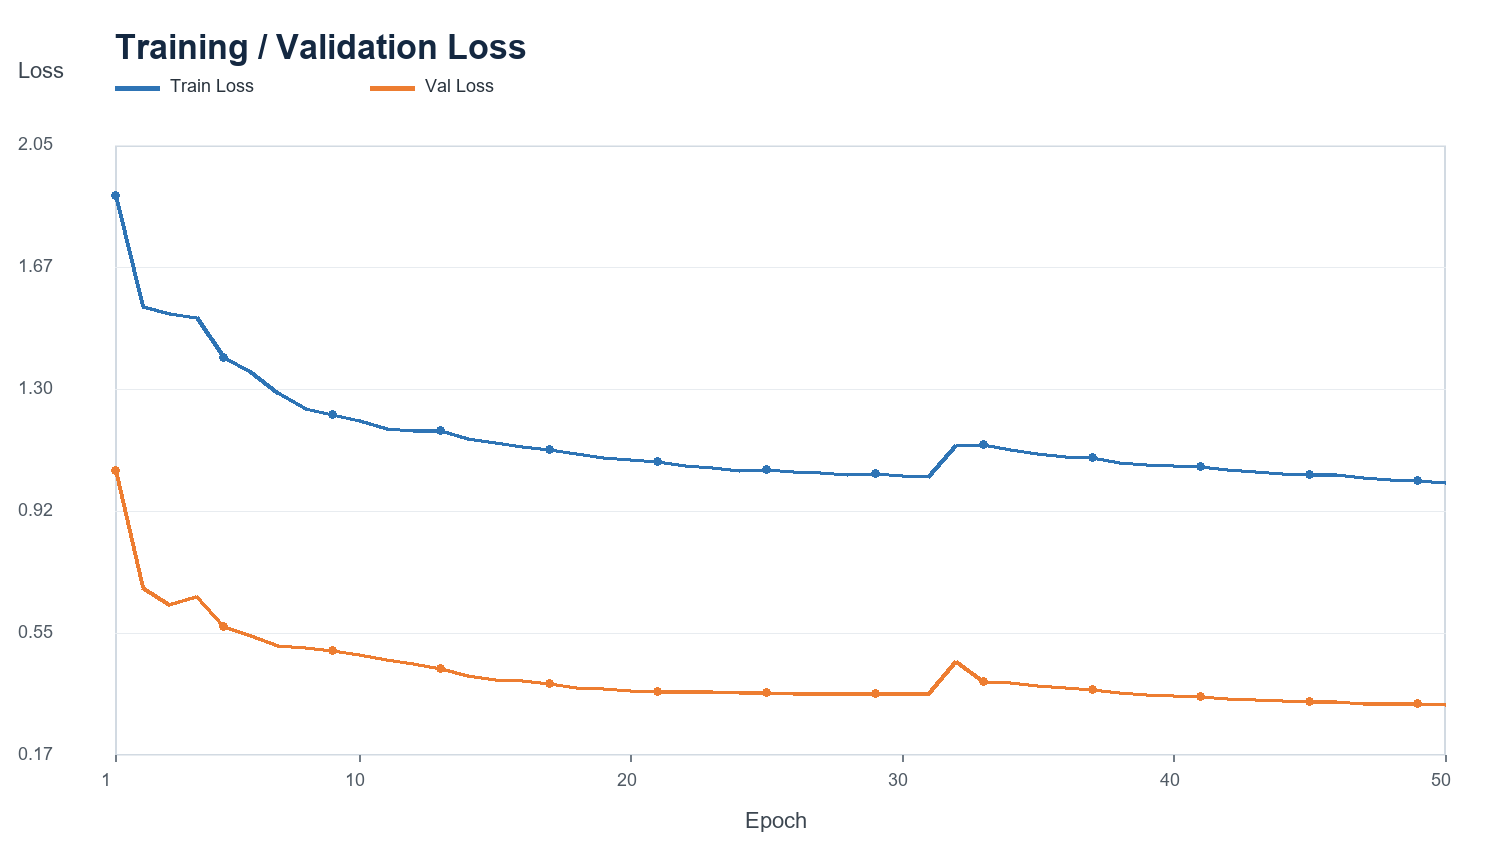 Training / Validation Loss
Loss
Train Loss
Val Loss
2.05
1.67
1.30
0.92
0.55
0.17
1
10
20
30
40
50
Epoch